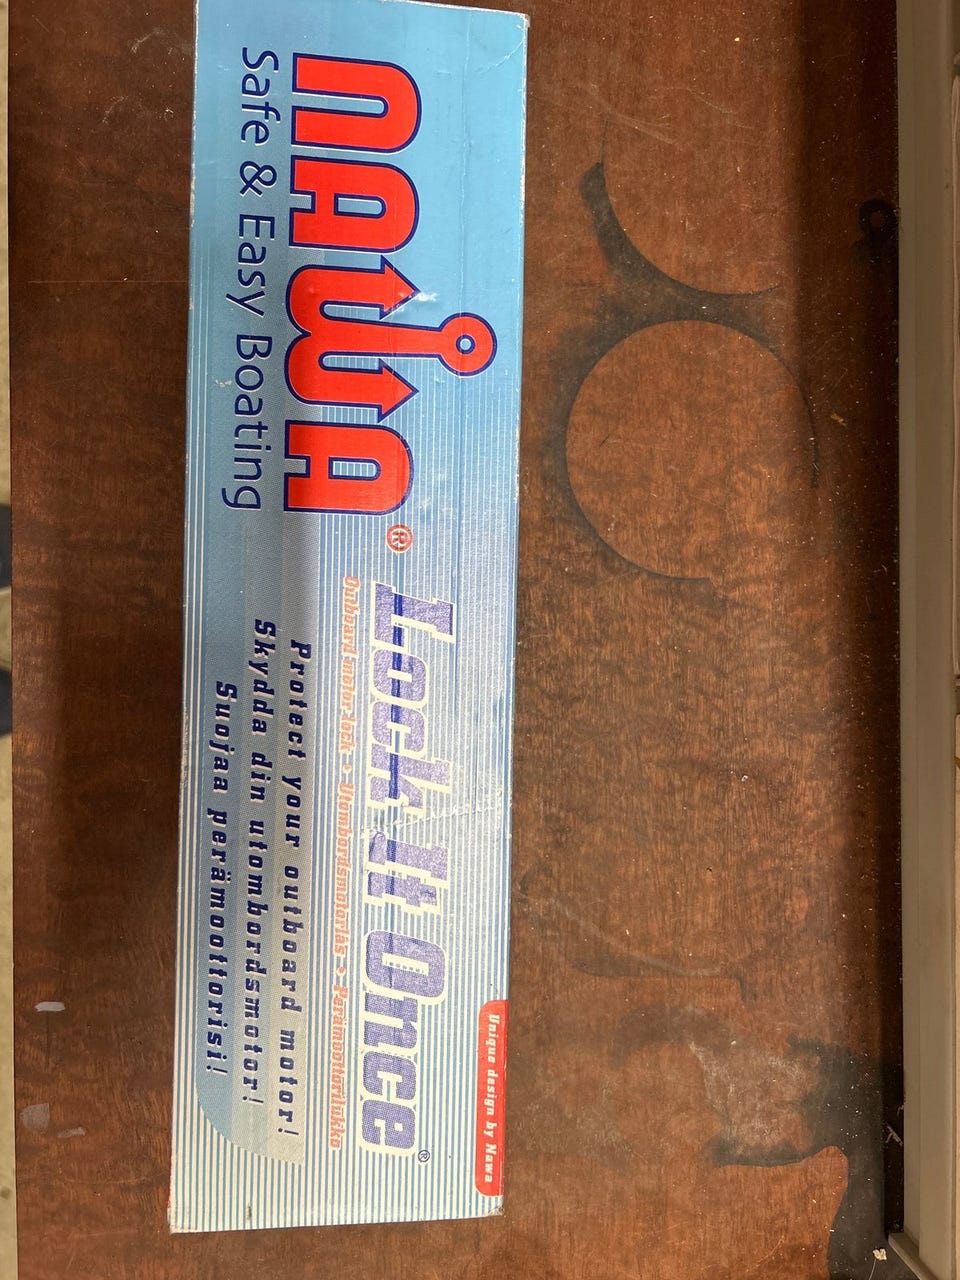 nawa®
Safe & Easy Boating
Unique design by Nawa
Lock It Once®
Outboard motor lock • Utombordsmotorlås • Perämoottorilukko
Protect your outboard motor!
Skydda din utombordsmotor!
Suojaa perämoottorisi!